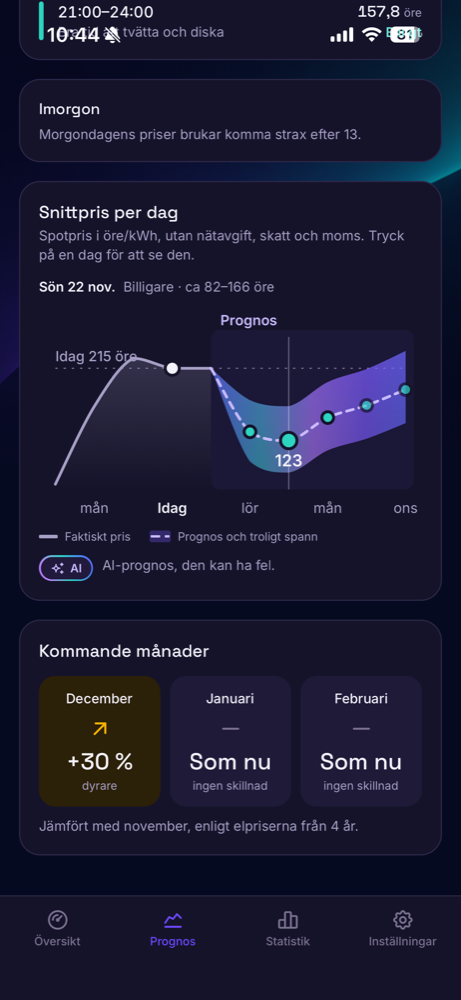 21:00–24:00
157,8 öre
tvätta och diska
10:44
81
Imorgon
Morgondagens priser brukar komma strax efter 13.
Snittpris per dag
Spotpris i öre/kWh, utan nätavgift, skatt och moms. Tryck
på en dag för att se den.
Sön 22 nov. Billigare · ca 82–166 öre
Prognos
Idag 215 öre
123
mån Idag lör mån ons
Faktiskt pris Prognos och troligt spann
AI AI-prognos, den kan ha fel.
Kommande månader
December Januari Februari
+30 % Som nu Som nu
dyrare ingen skillnad ingen skillnad
Jämfört med november, enligt elpriserna från 4 år.
Översikt Prognos Statistik Inställningar